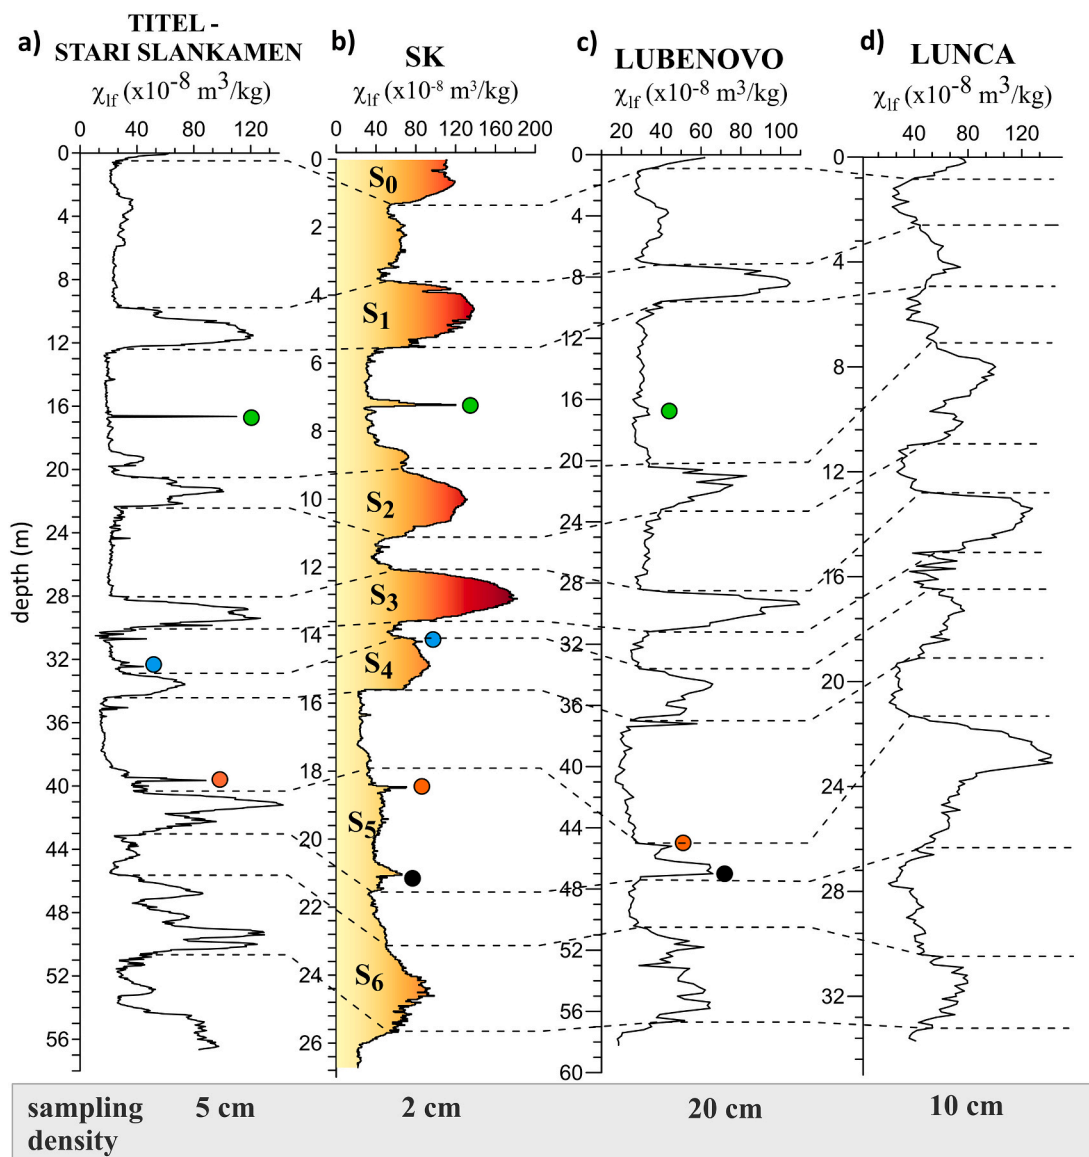 a)
TITEL -
STARI SLANKAMEN
χlf (x10-8 m3/kg)
0 40 80 120
b)
SK
χlf (x10-8 m3/kg)
0 40 80 120 160 200
c)
LUBENOVO
χlf (x10-8 m3/kg)
20 40 60 80 100
d)
LUNCA
χlf (x10-8 m3/kg)
40 80 120
depth (m)
0
4
8
12
16
20
24
28
32
36
40
44
48
52
56
0
2
4
6
8
10
12
14
16
18
20
22
24
26
S0
S1
S2
S3
S4
S5
S6
0
4
8
12
16
20
24
28
32
36
40
44
48
52
56
60
0
4
8
12
16
20
24
28
32
sampling density
5 cm
2 cm
20 cm
10 cm